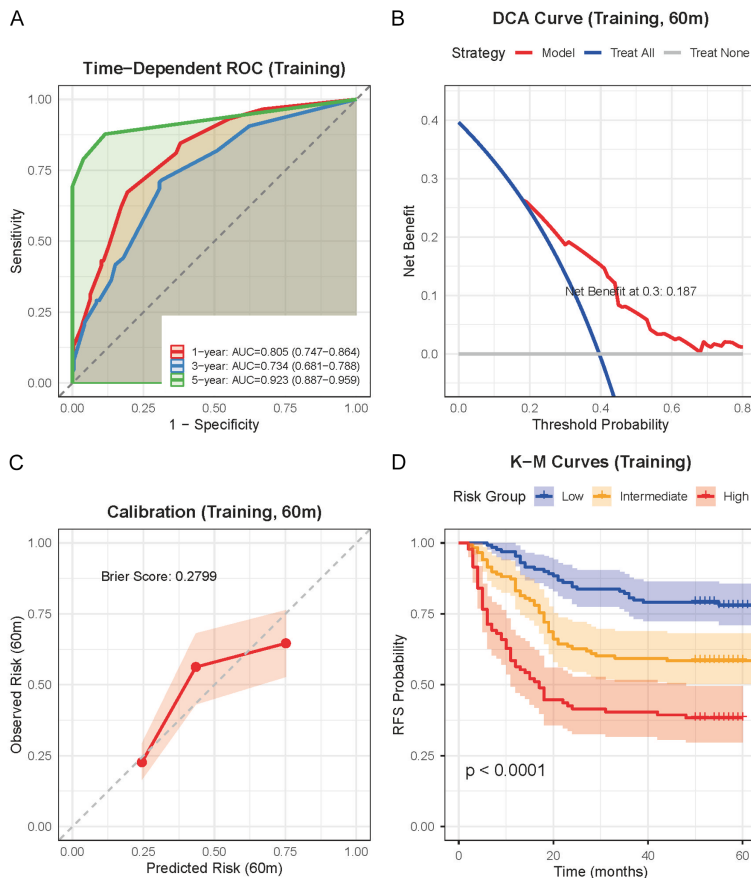 A
Time−Dependent ROC (Training)
1.00
0.75
0.50
0.25
0.00
Sensitivity
1-year: AUC=0.805 (0.747−0.864)
3-year: AUC=0.734 (0.681−0.788)
5-year: AUC=0.923 (0.887−0.959)
0.00 0.25 0.50 0.75 1.00
1 − Specificity
B
DCA Curve (Training, 60m)
Strategy Model Treat All Treat None
0.4
0.3
0.2
0.1
0.0
Net Benefit
Net Benefit at 0.3: 0.187
0.0 0.2 0.4 0.6 0.8
Threshold Probability
C
Calibration (Training, 60m)
1.00
0.75
0.50
0.25
0.00
Observed Risk (60m)
Brier Score: 0.2799
0.00 0.25 0.50 0.75 1.00
Predicted Risk (60m)
D
K−M Curves (Training)
Risk Group Low Intermediate High
1.00
0.75
0.50
0.25
0.00
RFS Probability
p < 0.0001
0 20 40 60
Time (months)